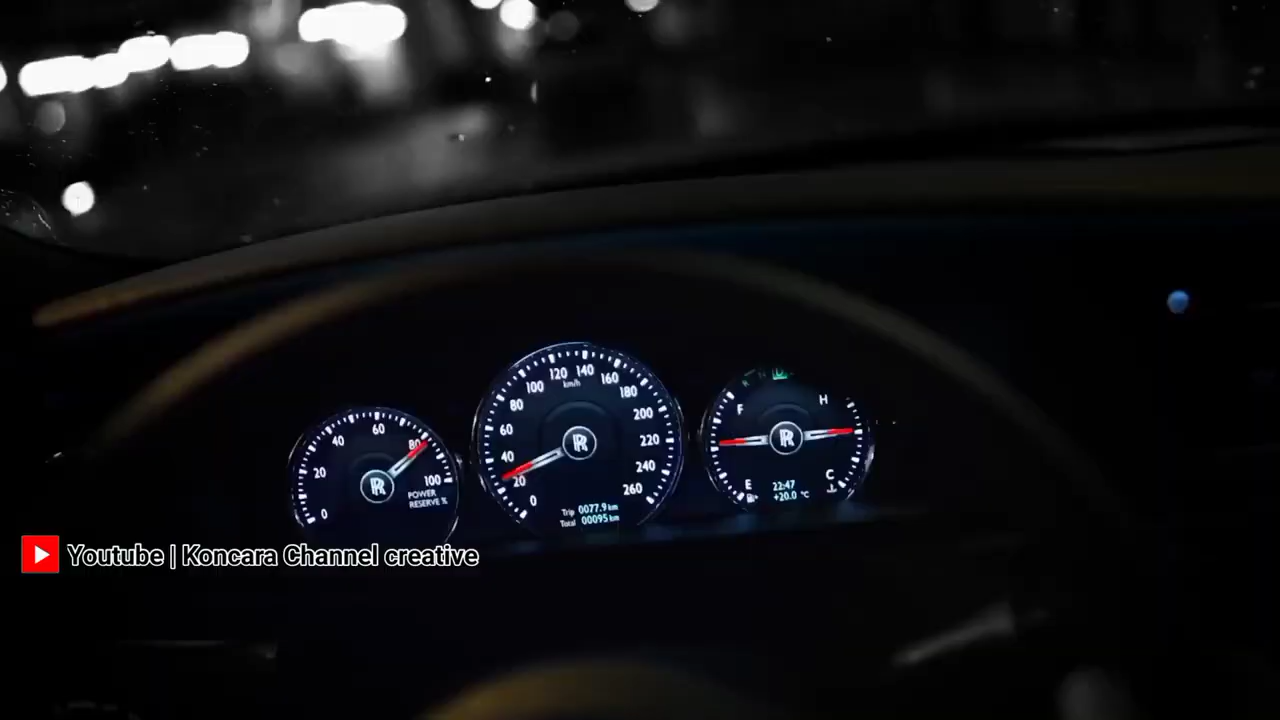 0
20
40
60
80
100
POWER
RESERVE %
0
20
40
60
80
100
120
140
160
180
200
220
240
260
km/h
Trip 0077.9 km
Total 00095 km
F
E
H
C
22:47
+20.0 °C
Youtube | Koncara Channel creative